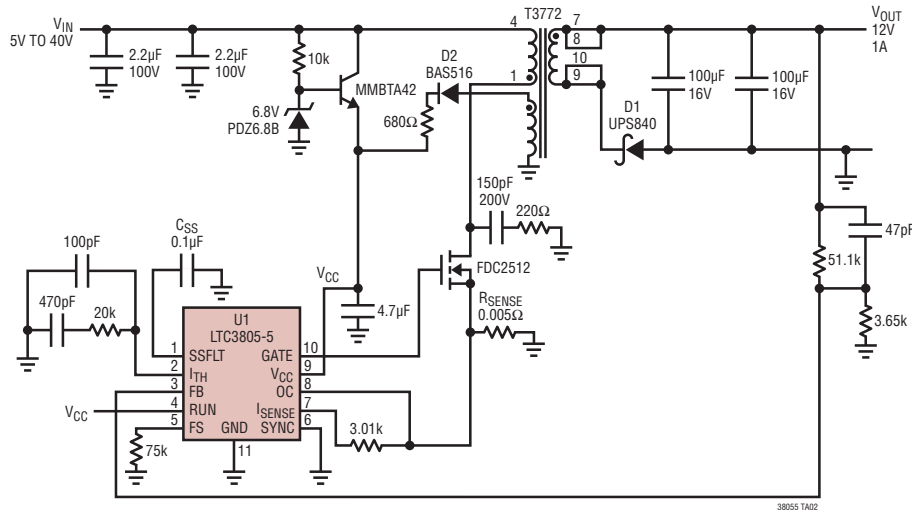 VIN
5V TO 40V
2.2µF
100V
2.2µF
100V
10k
MMBTA42
6.8V
PDZ6.8B
D2
BAS516
680Ω
T3772
4
1
7
8
10
9
D1
UPS840
100µF
16V
100µF
16V
VOUT
12V
1A
150pF
200V
220Ω
FDC2512
RSENSE
0.005Ω
47pF
51.1k
3.65k
VCC
4.7µF
CSS
0.1µF
100pF
470pF
20k
U1
LTC3805-5
1 SSFLT
2 ITH
3 FB
4 RUN
5 FS
GND
11
GATE 10
VCC 9
OC 8
ISENSE 7
SYNC 6
VCC
75k
3.01k
38055 TA02